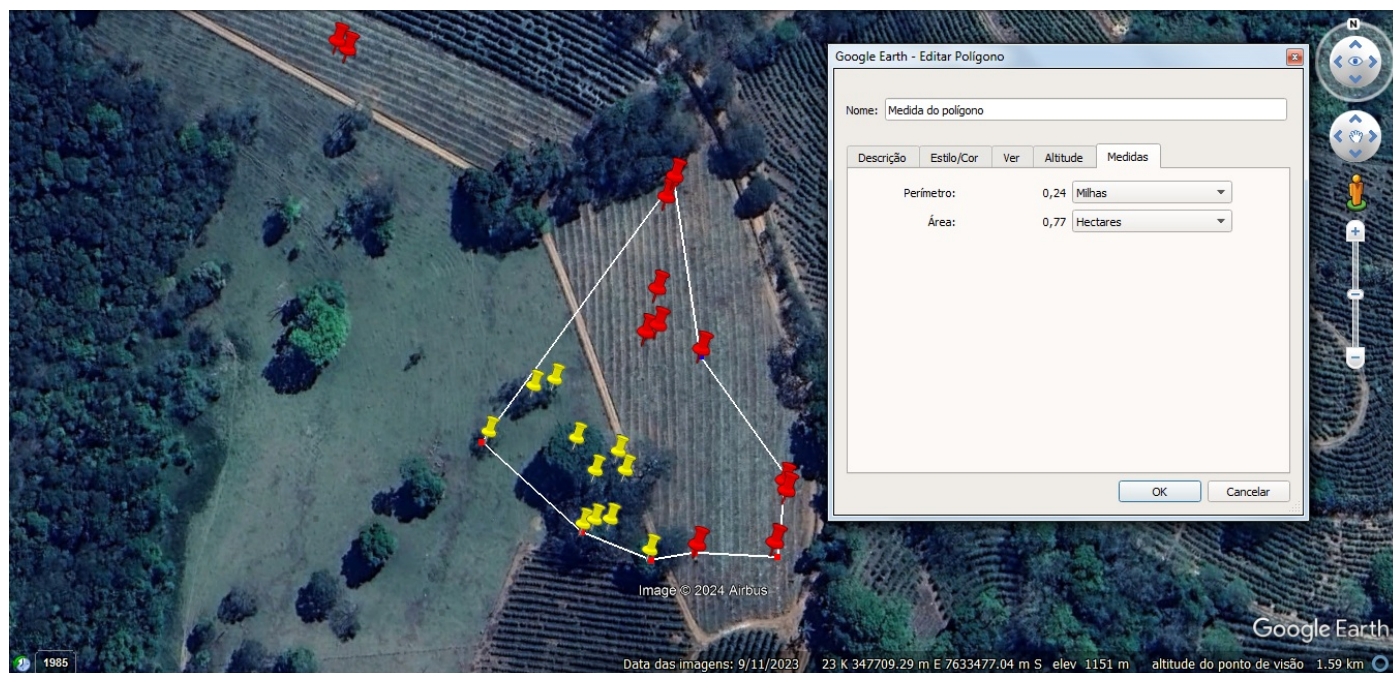 Google Earth - Editar Polígono
N
Nome: Medida do polígono
Descrição Estilo/Cor Ver Altitude Medidas
Perímetro: 0,24 Milhas
Área: 0,77 Hectares
OK Cancelar
Image © 2024 Airbus
Google Earth
1985 Data das imagens: 9/11/2023 23 K 347709.29 m E 7633477.04 m S elev 1151 m altitude do ponto de visão 1.59 km